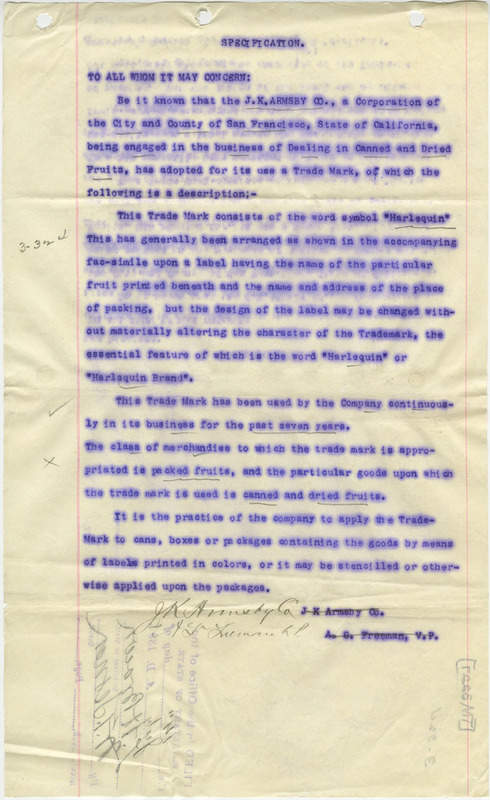 SPECIFICATION.
TO ALL WHOM IT MAY CONCERN:
Be it known that the J.K.ARMSBY CO., a Corporation of
the City and County of San Francisco, State of California,
being engaged in the business of Dealing in Canned and Dried
Fruits, has adopted for its use a Trade Mark, of which the
following is a description;-
This Trade Mark consists of the word symbol "Harlequin"
3-32d
This has generally been arranged as shown in the accompanying
fac-simile upon a label having the name of the particular
fruit printed beneath and the name and address of the place
of packing, but the design of the label may be changed with-
out materially altering the character of the Trademark, the
essential feature of which is the word "Harlequin" or
"Harlequin Brand".
This Trade Mark has been used by the Company continuous-
ly in its business for the past seven years.
The class of merchandise to which the trade mark is appro-
priated is packed fruits, and the particular goods upon which
the trade mark is used is canned and dried fruits.
It is the practice of the company to apply the Trade-
Mark to cans, boxes or packages containing the goods by means
of labels printed in colors, or it may be stencilled or other-
wise applied upon the packages.
J K Armsby Co J K Armsby Co.
A. G. Freeman V P A. G. Freeman, V.P.